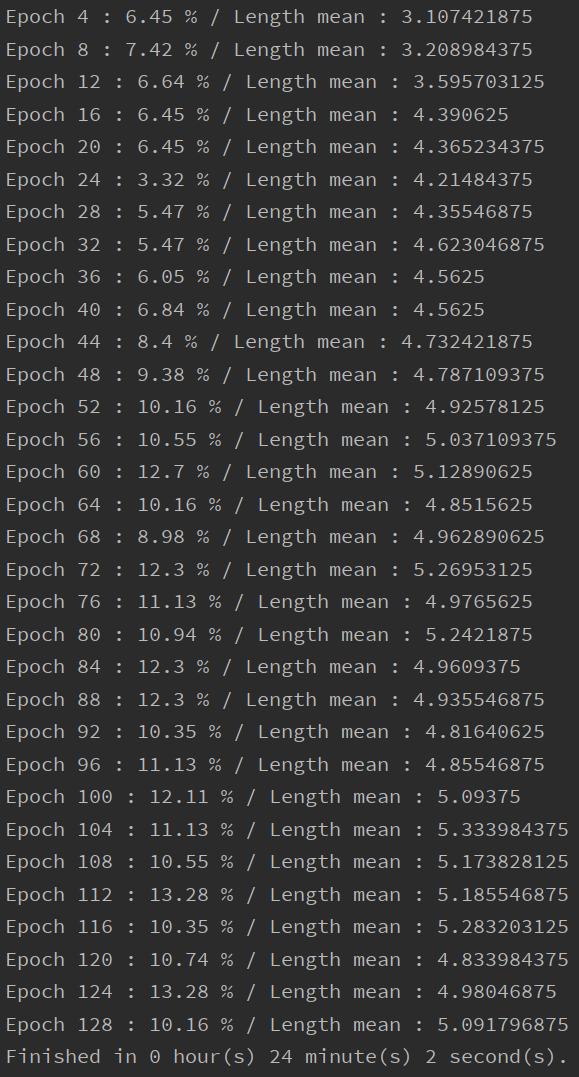 Epoch 4 : 6.45 % / Length mean : 3.107421875
Epoch 8 : 7.42 % / Length mean : 3.208984375
Epoch 12 : 6.64 % / Length mean : 3.595703125
Epoch 16 : 6.45 % / Length mean : 4.390625
Epoch 20 : 6.45 % / Length mean : 4.365234375
Epoch 24 : 3.32 % / Length mean : 4.21484375
Epoch 28 : 5.47 % / Length mean : 4.35546875
Epoch 32 : 5.47 % / Length mean : 4.623046875
Epoch 36 : 6.05 % / Length mean : 4.5625
Epoch 40 : 6.84 % / Length mean : 4.5625
Epoch 44 : 8.4 % / Length mean : 4.732421875
Epoch 48 : 9.38 % / Length mean : 4.787109375
Epoch 52 : 10.16 % / Length mean : 4.92578125
Epoch 56 : 10.55 % / Length mean : 5.037109375
Epoch 60 : 12.7 % / Length mean : 5.12890625
Epoch 64 : 10.16 % / Length mean : 4.8515625
Epoch 68 : 8.98 % / Length mean : 4.962890625
Epoch 72 : 12.3 % / Length mean : 5.26953125
Epoch 76 : 11.13 % / Length mean : 4.9765625
Epoch 80 : 10.94 % / Length mean : 5.2421875
Epoch 84 : 12.3 % / Length mean : 4.9609375
Epoch 88 : 12.3 % / Length mean : 4.935546875
Epoch 92 : 10.35 % / Length mean : 4.81640625
Epoch 96 : 11.13 % / Length mean : 4.85546875
Epoch 100 : 12.11 % / Length mean : 5.09375
Epoch 104 : 11.13 % / Length mean : 5.333984375
Epoch 108 : 10.55 % / Length mean : 5.173828125
Epoch 112 : 13.28 % / Length mean : 5.185546875
Epoch 116 : 10.35 % / Length mean : 5.283203125
Epoch 120 : 10.74 % / Length mean : 4.833984375
Epoch 124 : 13.28 % / Length mean : 4.98046875
Epoch 128 : 10.16 % / Length mean : 5.091796875
Finished in 0 hour(s) 24 minute(s) 2 second(s).